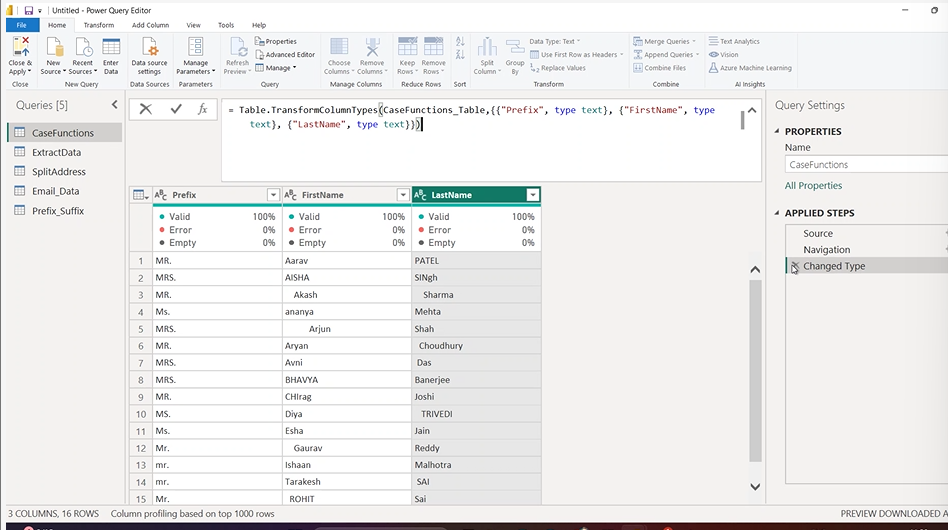 Untitled - Power Query Editor
File Home Transform Add Column View Tools Help
Close & Apply
New Source
Recent Sources
Enter Data
Data source settings
Manage Parameters
Refresh Preview
Properties
Advanced Editor
Manage
Choose Columns
Remove Columns
Keep Rows
Remove Rows
Split Column
Group By
Data Type: Text
Use First Row as Headers
Replace Values
Merge Queries
Append Queries
Combine Files
Text Analytics
Vision
Azure Machine Learning
Close New Query Data Sources Parameters Query Manage Columns Reduce Rows Sort Transform Combine AI Insights
Queries [5]
CaseFunctions
ExtractData
SplitAddress
Email_Data
Prefix_Suffix
fx
= Table.TransformColumnTypes(CaseFunctions_Table,{{"Prefix", type text}, {"FirstName", type
text}, {"LastName", type text}})
ABC Prefix ABC FirstName ABC LastName
Valid 100% Valid 100% Valid 100%
Error 0% Error 0% Error 0%
Empty 0% Empty 0% Empty 0%
1 MR. Aarav PATEL
2 MRS. AISHA SINgh
3 MR. Akash Sharma
4 Ms. ananya Mehta
5 MRS. Arjun Shah
6 MR. Aryan Choudhury
7 MRS. Avni Das
8 MRS. BHAVYA Banerjee
9 MR. CHIrag Joshi
10 MS. Diya TRIVEDI
11 Ms. Esha Jain
12 Mr. Gaurav Reddy
13 mr. Ishaan Malhotra
14 mr. Tarakesh SAI
15 Mr. ROHIT Sai
Query Settings
PROPERTIES
Name
CaseFunctions
All Properties
APPLIED STEPS
Source
Navigation
Changed Type
3 COLUMNS, 16 ROWS Column profiling based on top 1000 rows
PREVIEW DOWNLOADED